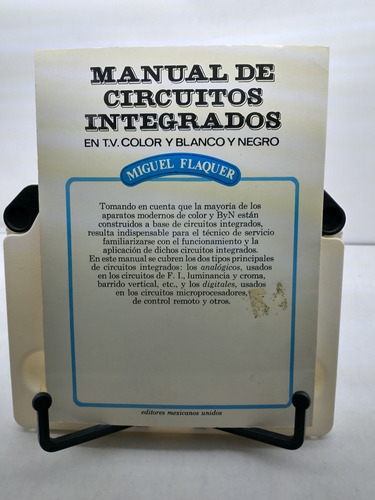 MANUAL DE
CIRCUITOS
INTEGRADOS
EN T.V. COLOR Y BLANCO Y NEGRO
MIGUEL FLAQUER
Tomando en cuenta que la mayoría de los
aparatos modernos de color y ByN están
construidos a base de circuitos integrados,
resulta indispensable para el técnico de servicio
familiarizarse con el funcionamiento y la
aplicación de dichos circuitos integrados.
En este manual se cubren los dos tipos principales
de circuitos integrados: los analógicos, usados
en los circuitos de F. I., luminancia y croma,
barrido vertical, etc., y los digitales, usados
en los circuitos microprocesadores,
de control remoto y otros.
editores mexicanos unidos